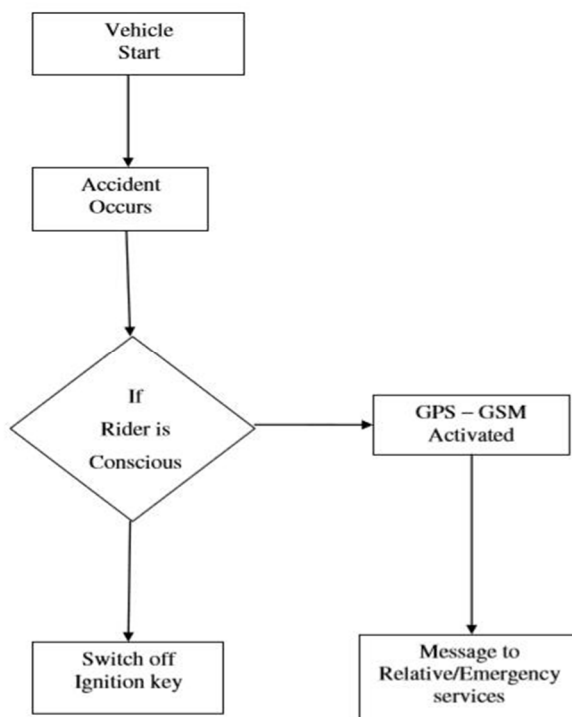 Vehicle
Start
Accident
Occurs
If
Rider is
Conscious
GPS – GSM
Activated
Switch off
Ignition key
Message to
Relative/Emergency
services